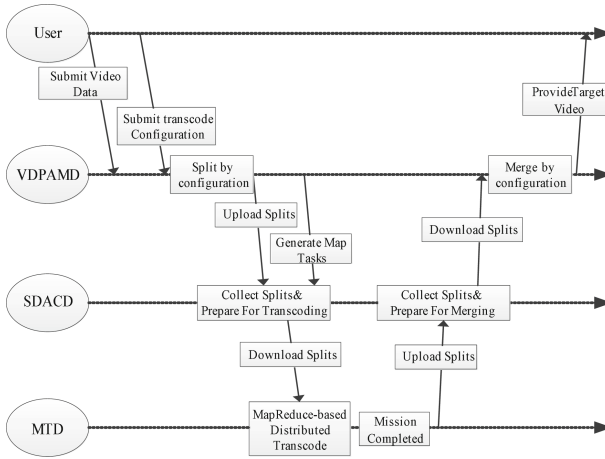 User
Submit Video
Data
Submit transcode
Configuration
ProvideTarget
Video
VDPAMD
Split by
configuration
Merge by
configuration
Upload Splits
Generate Map
Tasks
Download Splits
SDACD
Collect Splits&
Prepare For Transcoding
Collect Splits&
Prepare For Merging
Download Splits
Upload Splits
MTD
MapReduce-based
Distributed
Transcode
Mission
Completed